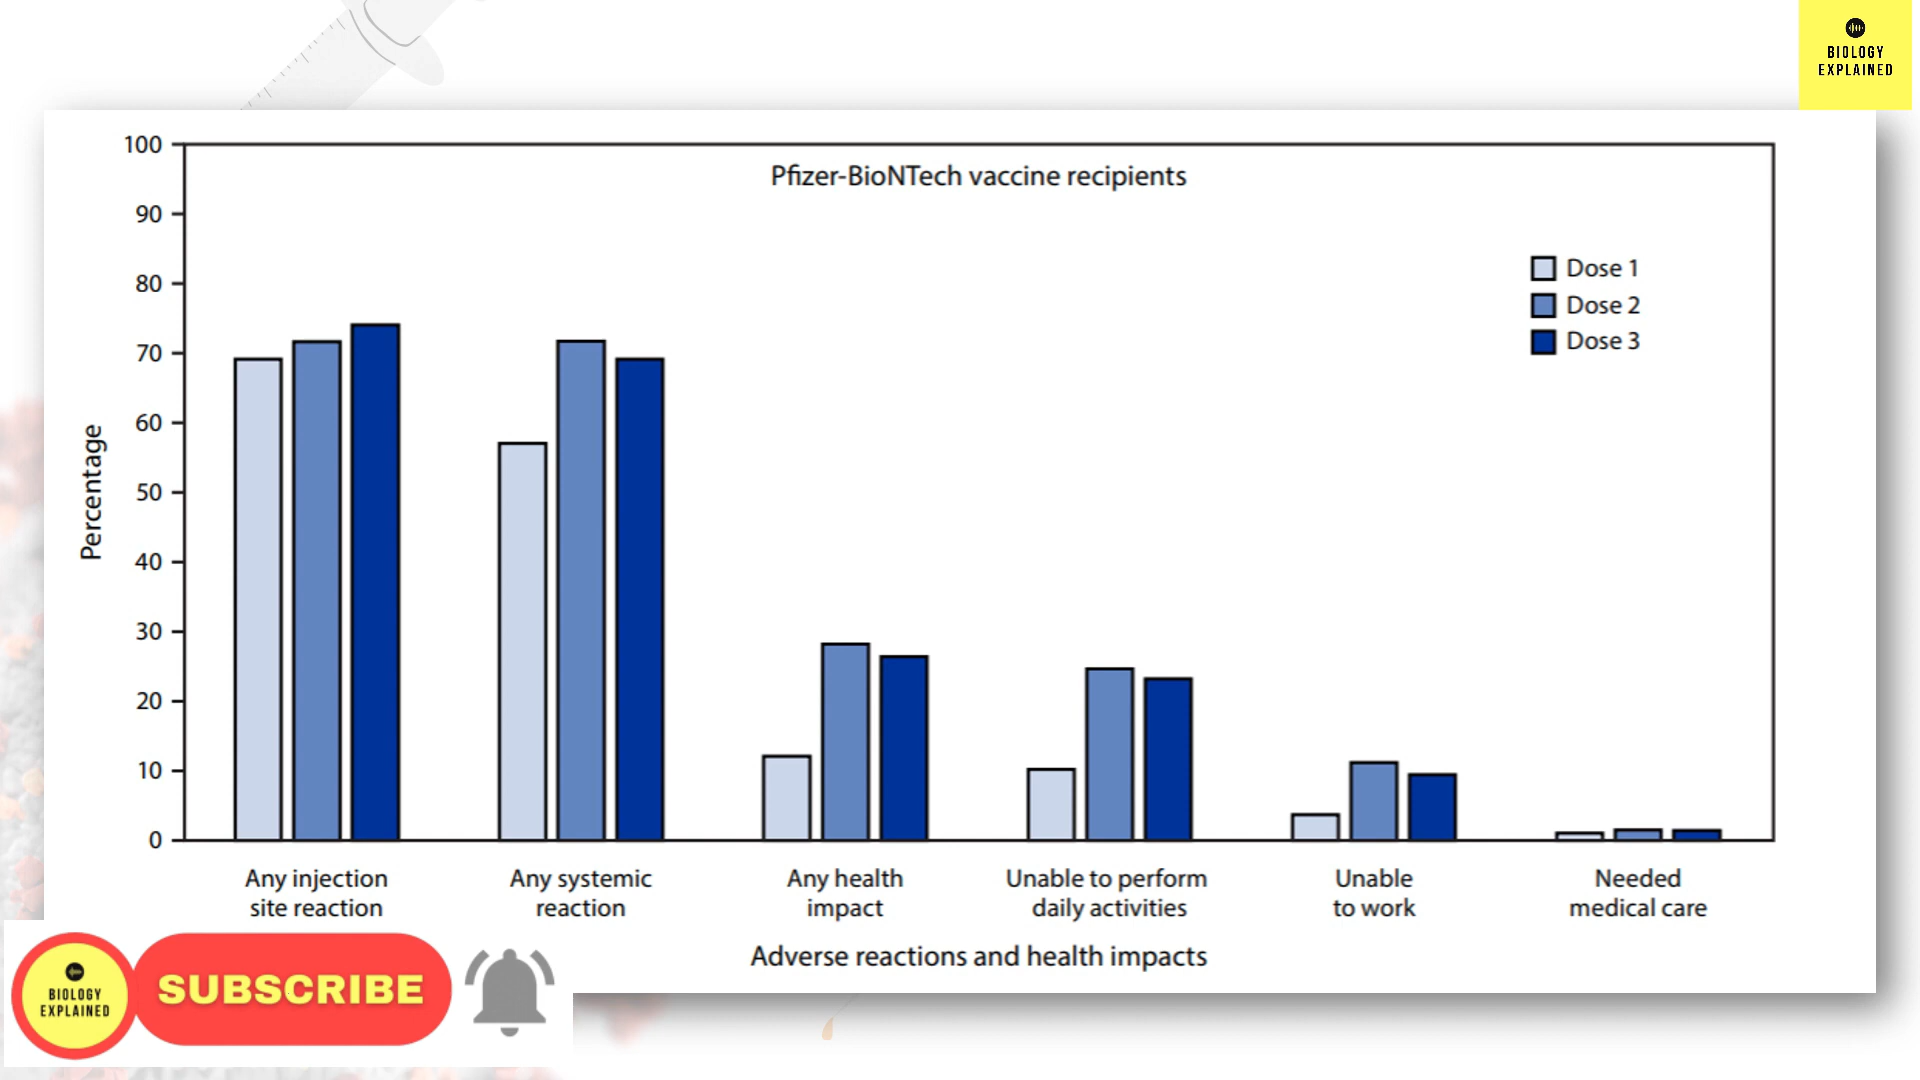 BIOLOGY
EXPLAINED
Pfizer-BioNTech vaccine recipients
Dose 1
Dose 2
Dose 3
Percentage
100
90
80
70
60
50
40
30
20
10
0
Any injection
site reaction
Any systemic
reaction
Any health
impact
Unable to perform
daily activities
Unable
to work
Needed
medical care
Adverse reactions and health impacts
BIOLOGY
EXPLAINED
SUBSCRIBE